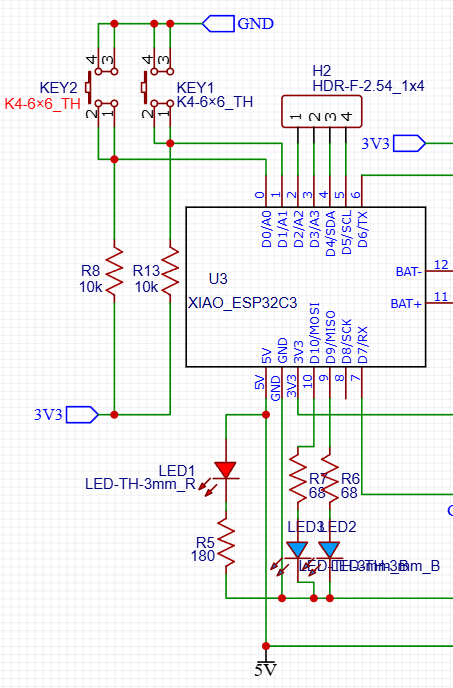 GND
4 3 4 3
KEY2 KEY1
K4-6×6_TH K4-6×6_TH
2 1 2 1
H2
HDR-F-2.54_1x4
1 2 3 4
3V3
0 1 2 3 4 5 6
D0/A0 D1/A1 D2/A2 D3/A3 D4/SDA D5/SCL D6/TX
R8 R13
10k 10k
U3
XIAO_ESP32C3
BAT- 12
BAT+ 11
5V GND 3V3 D10/MOSI D9/MISO D8/SCK D7/RX
5V GND 3V3 10 9 8 7
3V3
LED1
LED-TH-3mm_R
R7 R6
68 68
R5
180
LED3 LED2
LED-TH-3mm_B
5V